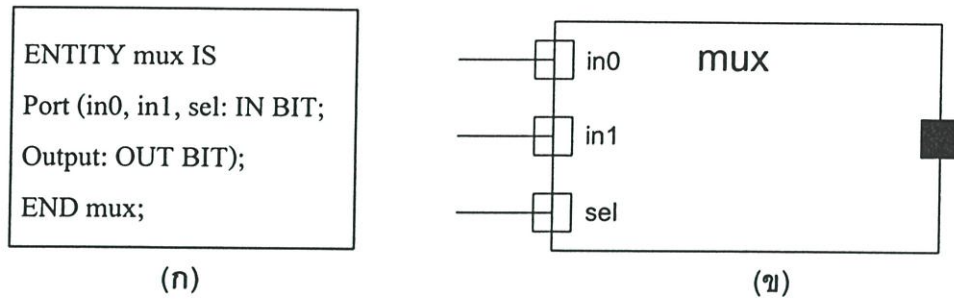 ENTITY mux IS
Port (in0, in1, sel: IN BIT;
Output: OUT BIT);
END mux;
(ก)
mux
in0
in1
sel
(ข)